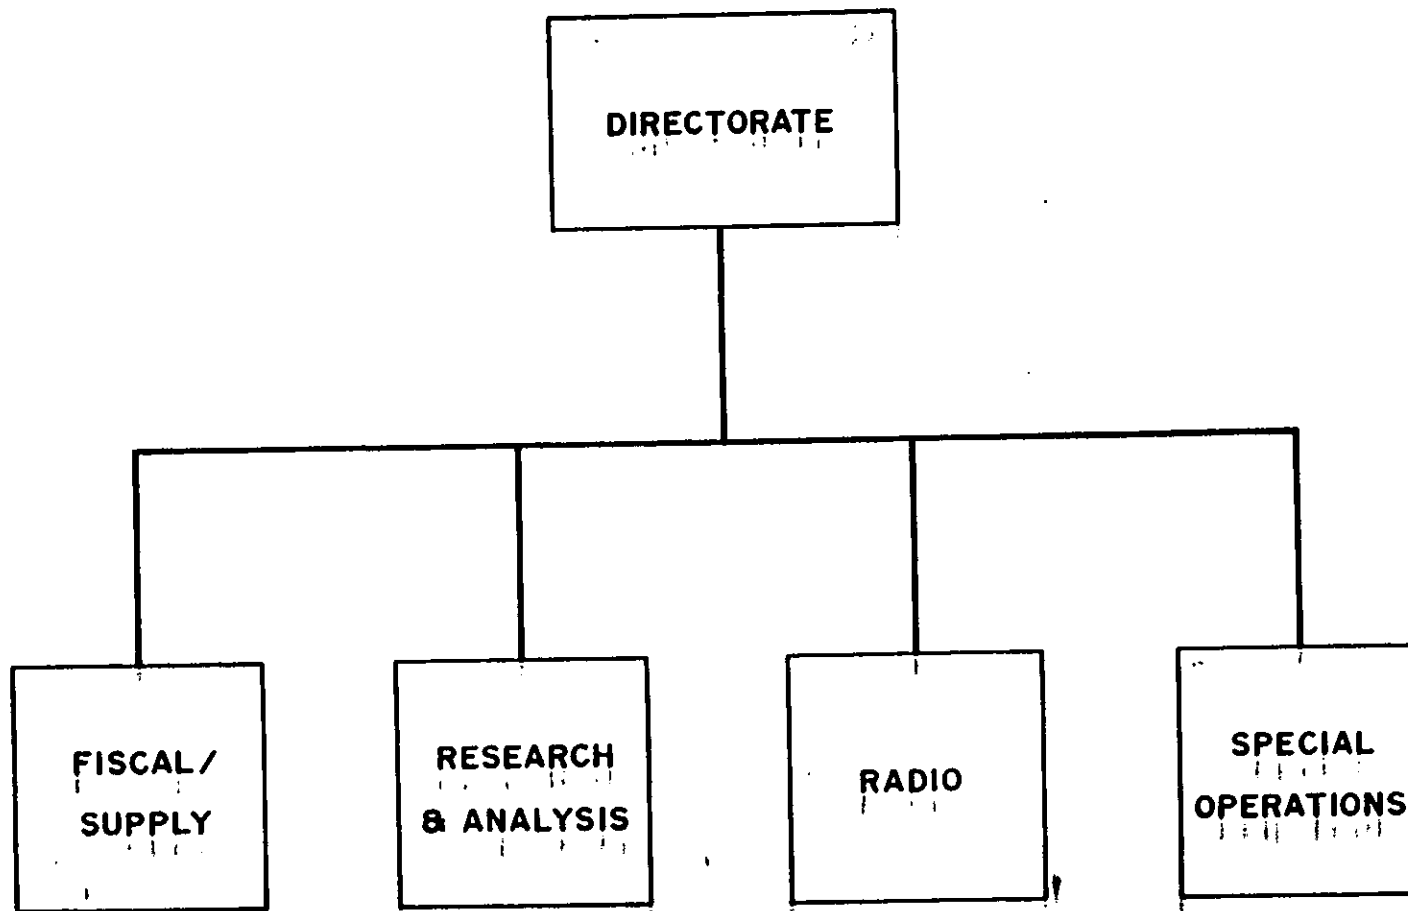 DIRECTORATE
FISCAL/
SUPPLY
RESEARCH
& ANALYSIS
RADIO
SPECIAL
OPERATIONS